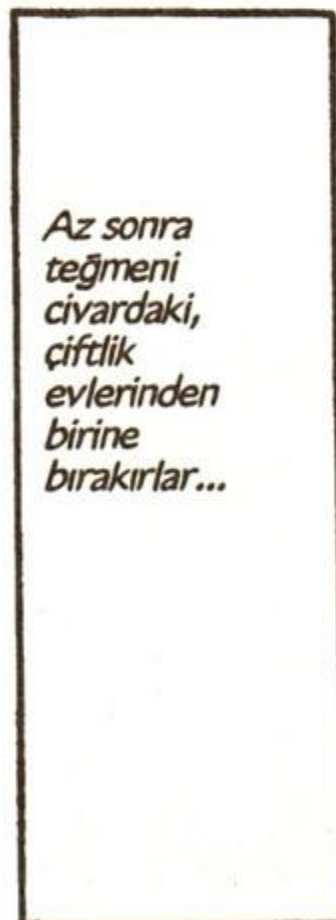 Az sonra
teğmeni
civardaki,
çiftlik
evlerinden
birine
bırakırlar...